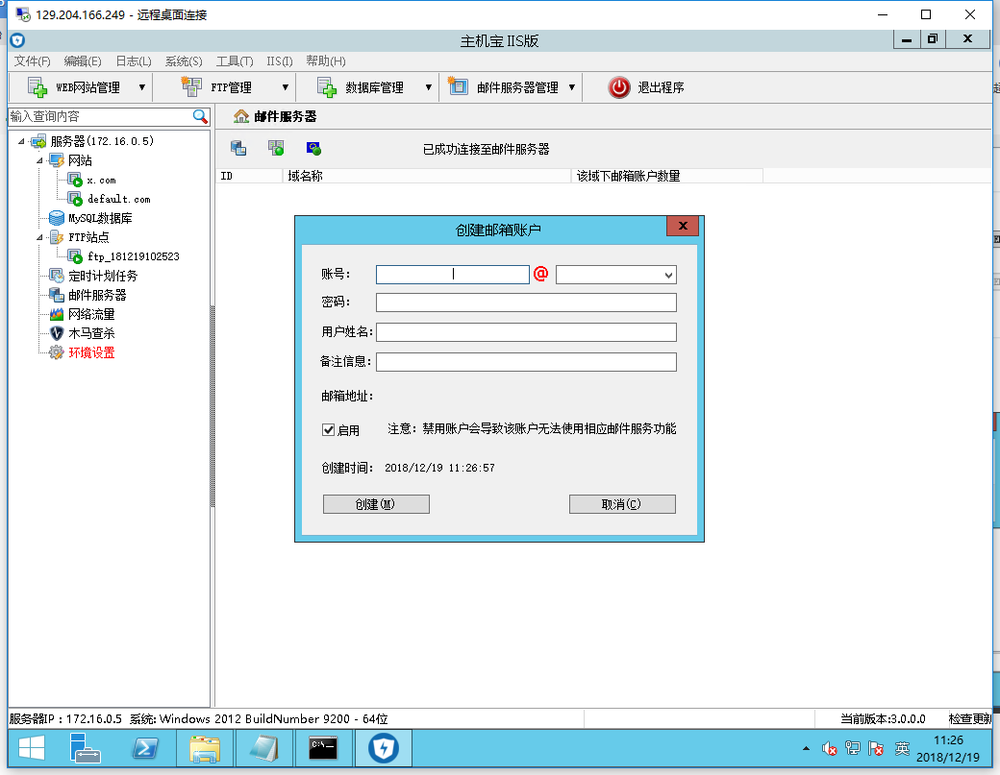 129.204.166.249 - 远程桌面连接
主机宝 IIS版
文件(F) 编辑(E) 日志(L) 系统(S) 工具(T) IIS(I) 帮助(H)
WEB网站管理 FTP管理 数据库管理 邮件服务器管理 退出程序
输入查询内容
邮件服务器
服务器(172.16.0.5)
网站
x.com
default.com
MySQL数据库
FTP站点
ftp_181219102523
定时计划任务
邮件服务器
网络流量
木马查杀
环境设置
已成功连接至邮件服务器
ID 域名称 该域下邮箱账户数量
创建邮箱账户
账号: @
密码:
用户姓名:
备注信息:
邮箱地址:
启用 注意: 禁用账户会导致该账户无法使用相应邮件服务功能
创建时间: 2018/12/19 11:26:57
创建(M) 取消(C)
服务器IP : 172.16.0.5 系统: Windows 2012 BuildNumber 9200 - 64位 当前版本:3.0.0.0 检查更新
C:\_
英
11:26
2018/12/19